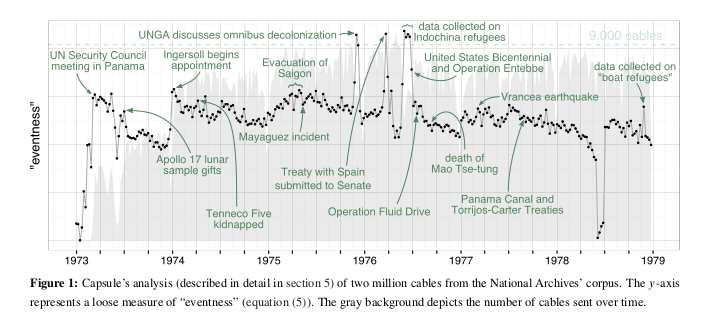 UNGA discusses omnibus decolonization
data collected on
Indochina refugees
9,000 cables
UN Security Council
meeting in Panama
Ingersoll begins
appointment
Evacuation of
Saigon
United States Bicentennial
and Operation Entebbe
data collected on
"boat refugees"
Vrancea earthquake
"eventness"
Mayaguez incident
Apollo 17 lunar
sample gifts
Treaty with Spain
submitted to Senate
death of
Mao Tse-tung
Tenneco Five
kidnapped
Operation Fluid Drive
Panama Canal and
Torrijos-Carter Treaties
1973 1974 1975 1976 1977 1978 1979
Figure 1: Capsule's analysis (described in detail in section 5) of two million cables from the National Archives' corpus. The y-axis
represents a loose measure of "eventness" (equation (5)). The gray background depicts the number of cables sent over time.